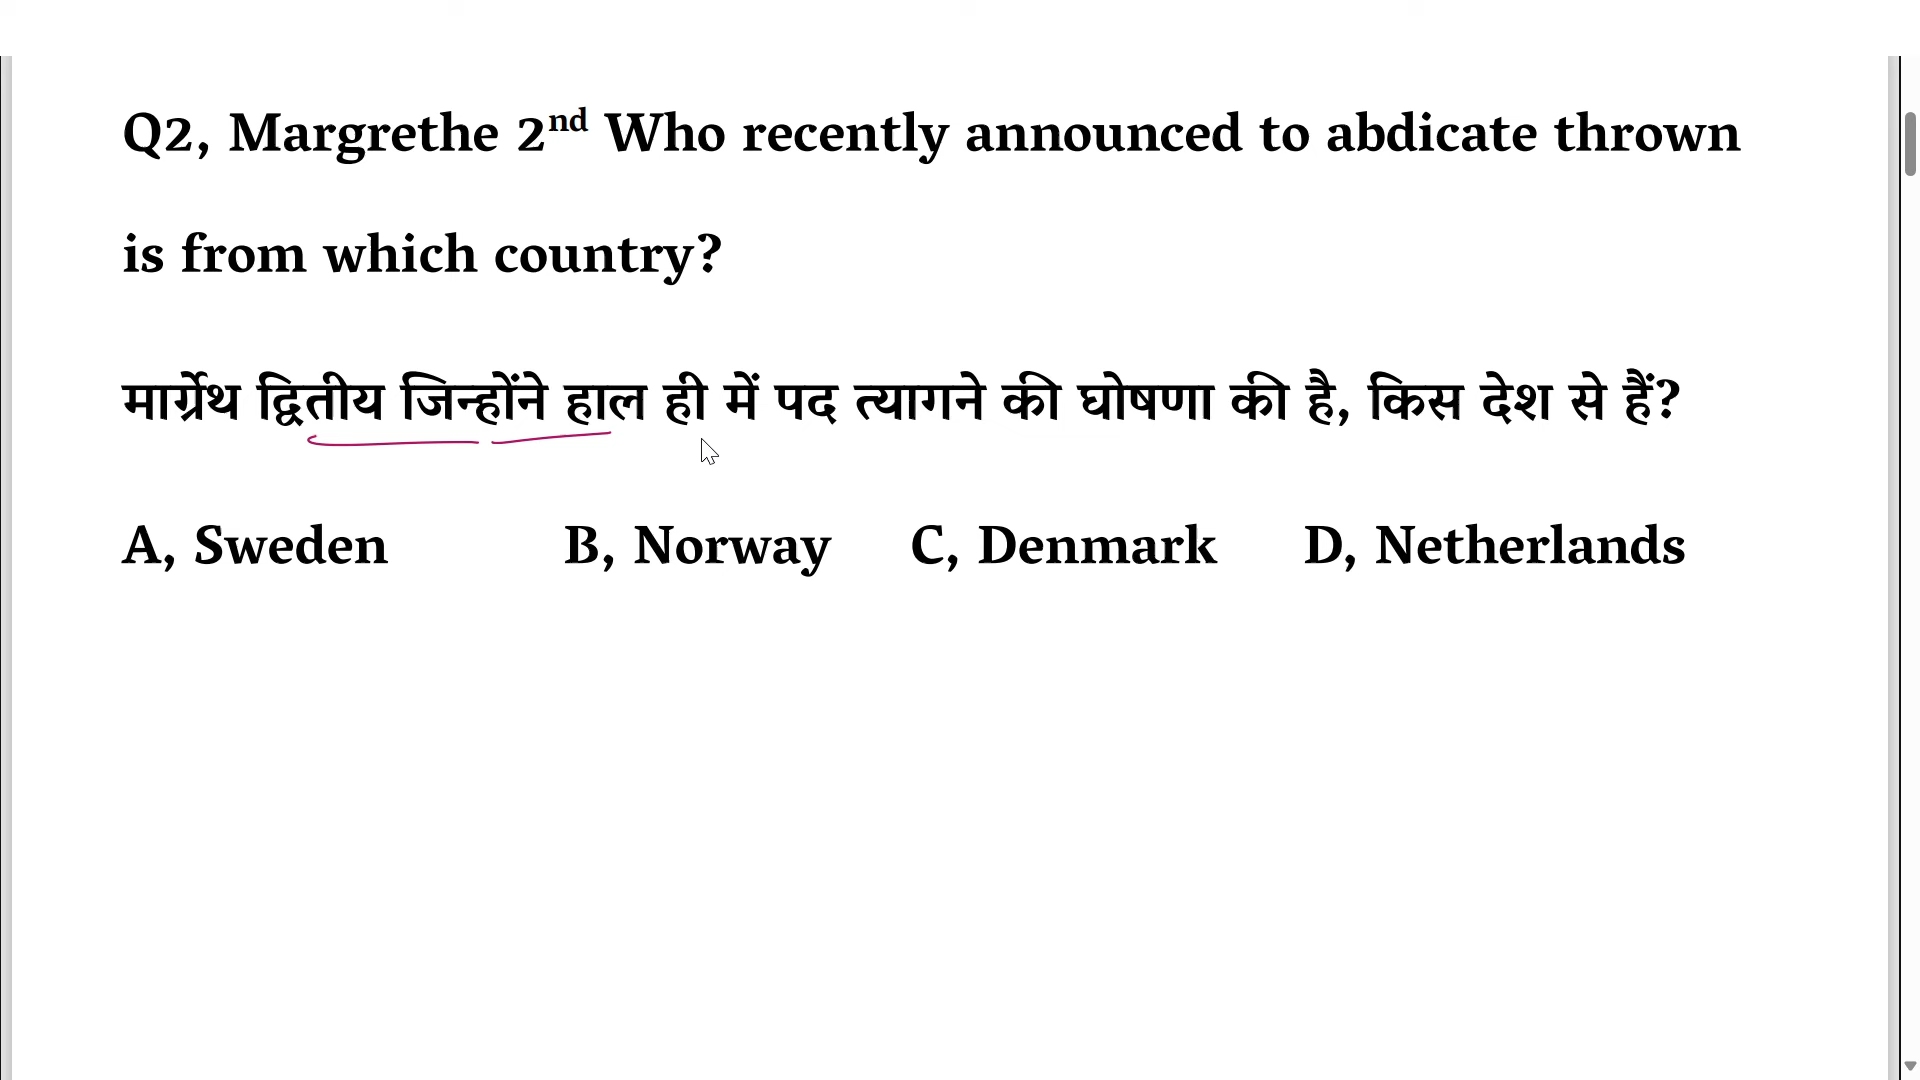 Q2, Margrethe 2nd Who recently announced to abdicate thrown
is from which country?
मार्ग्रेथ द्वितीय जिन्होंने हाल ही में पद त्यागने की घोषणा की है, किस देश से हैं?
A, Sweden B, Norway C, Denmark D, Netherlands